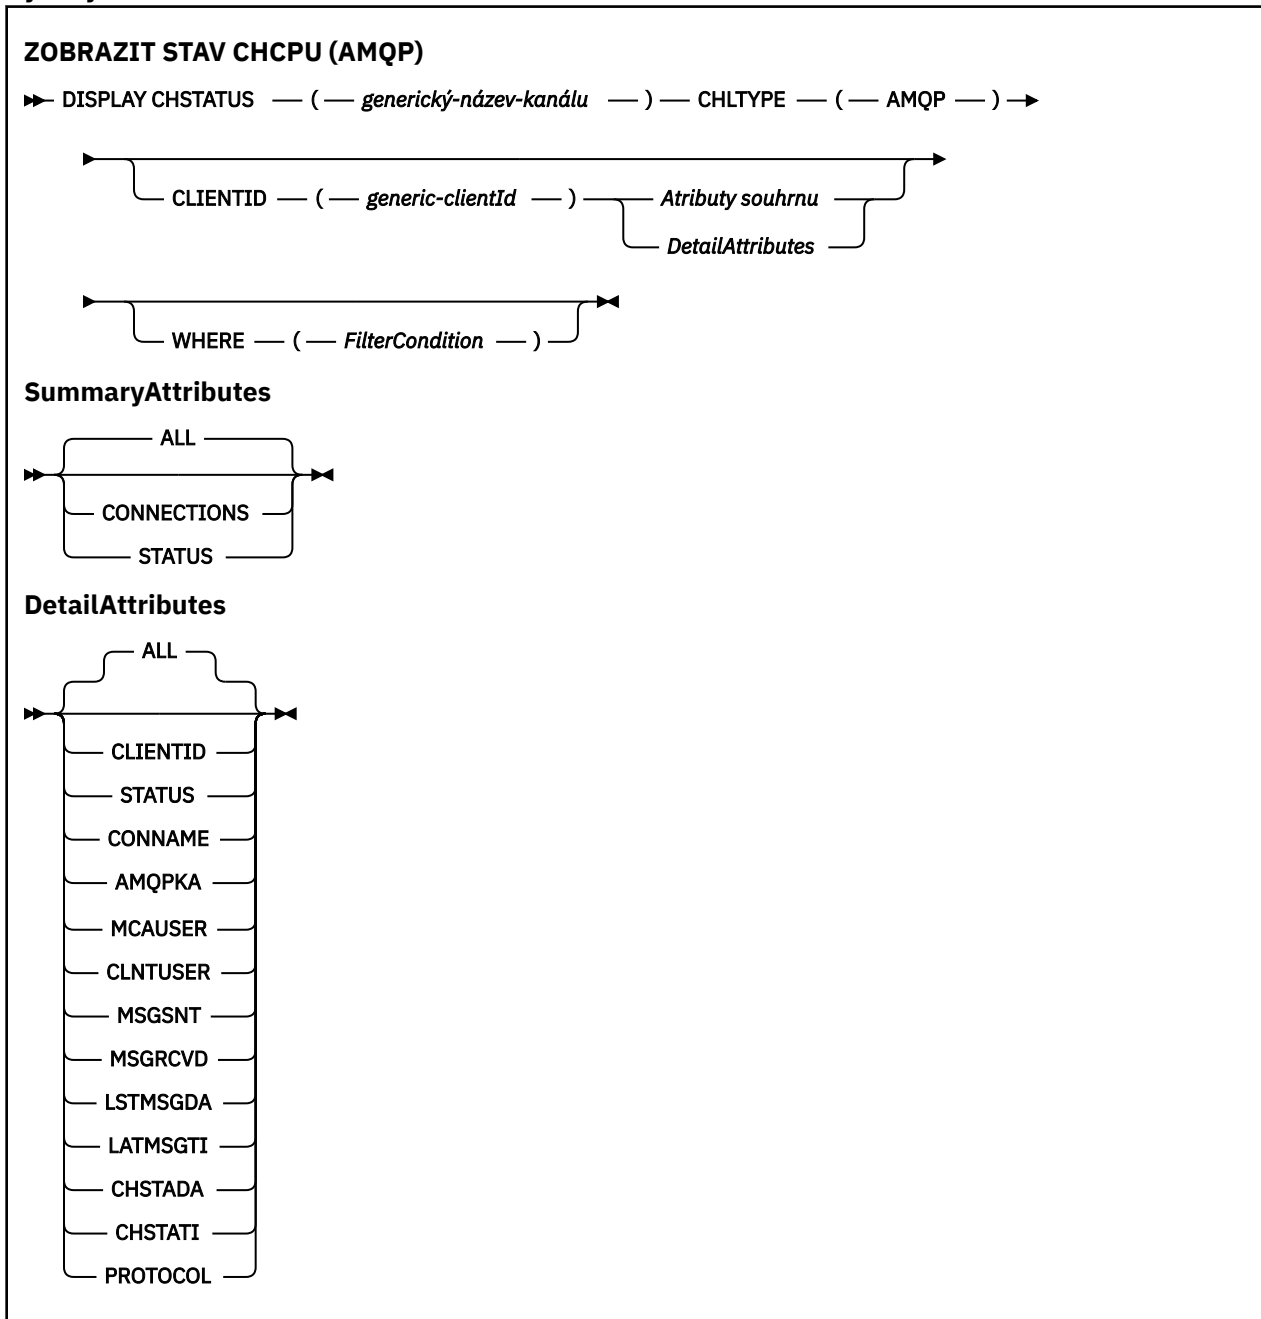 ZOBRAZIT STAV CHCPU (AMQP)
DISPLAY CHSTATUS ( generický-název-kanálu ) CHLTYPE ( AMQP )
CLIENTID ( generic-clientId ) Atributy souhrnu
DetailAttributes
WHERE ( FilterCondition )
SummaryAttributes
ALL
CONNECTIONS
STATUS
DetailAttributes
ALL
CLIENTID
STATUS
CONNAME
AMQPKA
MCAUSER
CLNTUSER
MSGSNT
MSGRCVD
LSTMSGDA
LATMSGTI
CHSTADA
CHSTATI
PROTOCOL